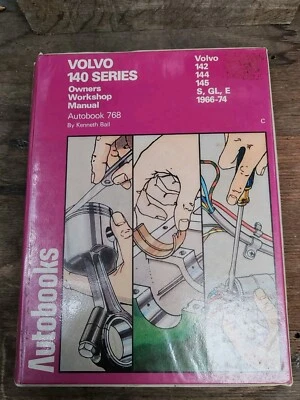 VOLVO
140 SERIES
Owners
Workshop
Manual
Autobook 768
By Kenneth Ball
Volvo
142
144
145
S, GL, E
1966-74
C
Autobooks